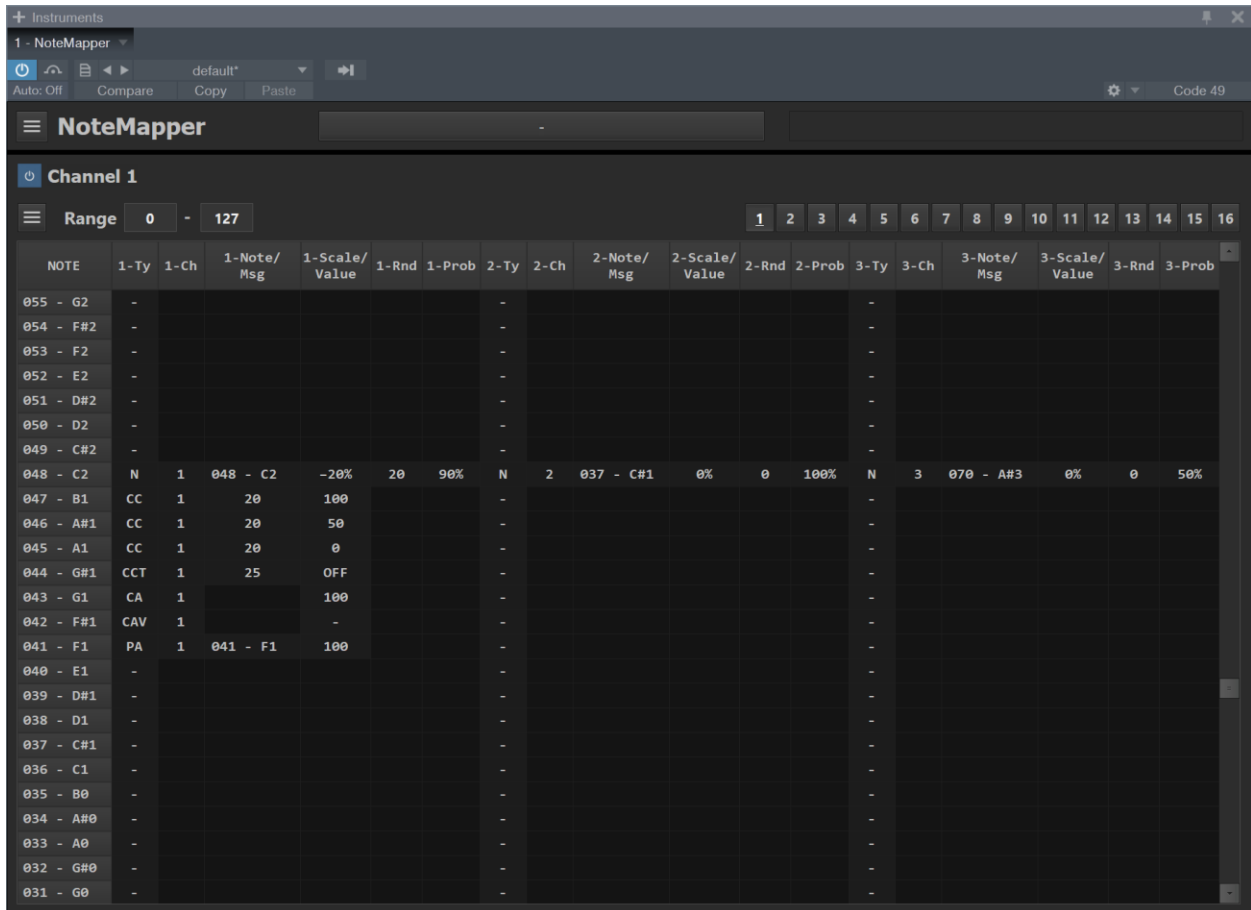 Instruments
1 - NoteMapper
default*
Auto: Off Compare Copy Paste Code 49
NoteMapper -
Channel 1
Range 0 - 127 1 2 3 4 5 6 7 8 9 10 11 12 13 14 15 16
NOTE 1-Ty 1-Ch 1-Note/Msg 1-Scale/Value 1-Rnd 1-Prob 2-Ty 2-Ch 2-Note/Msg 2-Scale/Value 2-Rnd 2-Prob 3-Ty 3-Ch 3-Note/Msg 3-Scale/Value 3-Rnd 3-Prob
055 - G2 - - -
054 - F#2 - - -
053 - F2 - - -
052 - E2 - - -
051 - D#2 - - -
050 - D2 - - -
049 - C#2 - - -
048 - C2 N 1 048 - C2 -20% 20 90% N 2 037 - C#1 0% 0 100% N 3 070 - A#3 0% 0 50%
047 - B1 CC 1 20 100 - -
046 - A#1 CC 1 20 50 - -
045 - A1 CC 1 20 0 - -
044 - G#1 CCT 1 25 OFF - -
043 - G1 CA 1 100 - -
042 - F#1 CAV 1 - - -
041 - F1 PA 1 041 - F1 100 - -
040 - E1 - - -
039 - D#1 - - -
038 - D1 - - -
037 - C#1 - - -
036 - C1 - - -
035 - B0 - - -
034 - A#0 - - -
033 - A0 - - -
032 - G#0 - - -
031 - G0 - - -